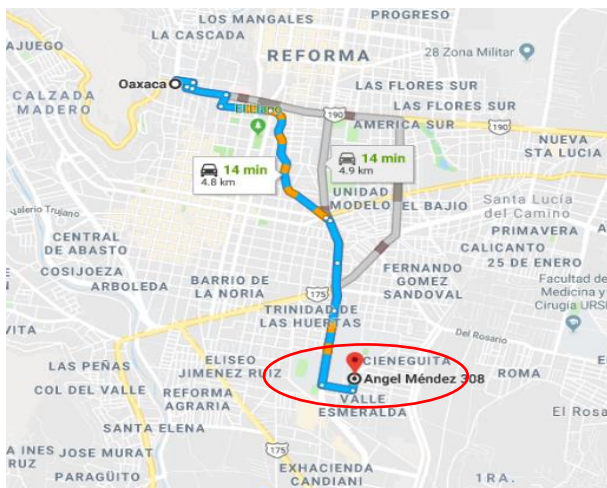 LOS MANGALES
PROGRESO
LA CASCADA
AJUEGO
REFORMA
28 Zona Militar
Oaxaca
LAS FLORES SUR
CALZADA
MADERO
LAS FLORES SUR
190
AMERICA SUR
190
NUEVA
STA LUCIA
14 min
4.8 km
14 min
4.9 km
UNIDAD
MODELO
EL BAJIO
Santa Lucía
del Camino
Valerio Trujano
PRIMAVERA
CENTRAL
DE ABASTO
CALICANTO
25 DE ENERO
COSIJOEZA
ARBOLEDA
BARRIO DE
LA NORIA
FERNANDO
GOMEZ
SANDOVAL
Facultad de
Medicina y
Cirugía URSE
175
TRINIDAD DE
LAS HUERTAS
VITA
Del Rosario
LAS PEÑAS
ELISEO
JIMENEZ RUIZ
CIENEGUITA
ROMA
Angel Méndez 308
COL DEL VALLE
REFORMA
AGRARIA
VALLE
ESMERALDA
El Rosa
SANTA ELENA
175
A INES
RUZ
JOSE MURAT
EXHACIENDA
CANDIANI
PARAGÜITO
1RA.